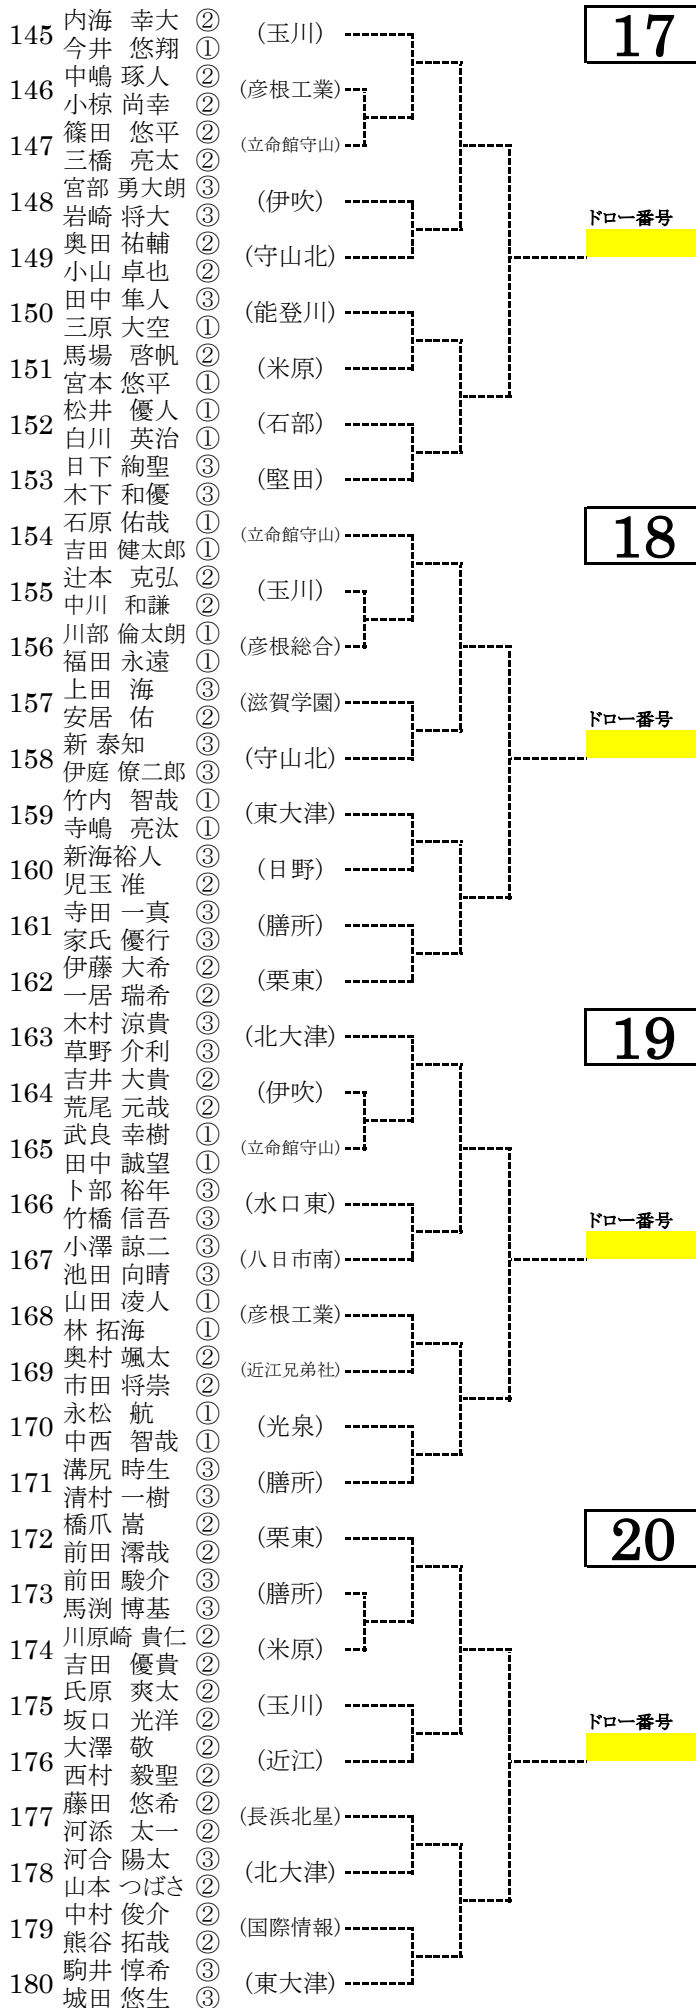 17
145 内海 幸大 ② (玉川)
今井 悠翔 ①
146 中嶋 琢人 ② (彦根工業)
小椋 尚幸 ②
147 篠田 悠平 ② (立命館守山)
三橋 亮太 ②
148 宮部 勇大朗 ③ (伊吹)
岩崎 将大 ③
ドロー番号
149 奥田 祐輔 ② (守山北)
小山 卓也 ②
150 田中 隼人 ③ (能登川)
三原 大空 ①
151 馬場 啓帆 ② (米原)
宮本 悠平 ①
152 松井 優人 ① (石部)
白川 英治 ①
153 日下 絢聖 ③ (堅田)
木下 和優 ③
18
154 石原 佑哉 ① (立命館守山)
吉田 健太郎 ①
155 辻本 克弘 ② (玉川)
中川 和謙 ②
156 川部 倫太朗 ① (彦根総合)
福田 永遠 ①
157 上田 海 ③ (滋賀学園)
安居 佑 ②
ドロー番号
158 新 泰知 ③ (守山北)
伊庭 僚二郎 ③
159 竹内 智哉 ① (東大津)
寺嶋 亮汰 ①
160 新海裕人 ③ (日野)
児玉 准 ②
161 寺田 一真 ③ (膳所)
家氏 優行 ③
162 伊藤 大希 ② (栗東)
一居 瑞希 ②
19
163 木村 涼貴 ③ (北大津)
草野 介利 ③
164 吉井 大貴 ② (伊吹)
荒尾 元哉 ②
165 武良 幸樹 ① (立命館守山)
田中 誠望 ①
166 卜部 裕年 ③ (水口東)
竹橋 信吾 ③
ドロー番号
167 小澤 諒二 ③ (八日市南)
池田 向晴 ③
168 山田 凌人 ① (彦根工業)
林 拓海 ①
169 奥村 颯太 ② (近江兄弟社)
市田 将崇 ②
170 永松 航 ① (光泉)
中西 智哉 ①
171 溝尻 時生 ③ (膳所)
清村 一樹 ③
20
172 橋爪 嵩 ② (栗東)
前田 澪哉 ②
173 前田 駿介 ③ (膳所)
馬渕 博基 ③
174 川原崎 貴仁 ② (米原)
吉田 優貴 ②
175 氏原 爽太 ② (玉川)
坂口 光洋 ②
ドロー番号
176 大澤 敬 ② (近江)
西村 毅聖 ②
177 藤田 悠希 ② (長浜北星)
河添 太一 ②
178 河合 陽太 ③ (北大津)
山本 つばさ ②
179 中村 俊介 ② (国際情報)
熊谷 拓哉 ②
180 駒井 惇希 ③ (東大津)
城田 悠生 ③